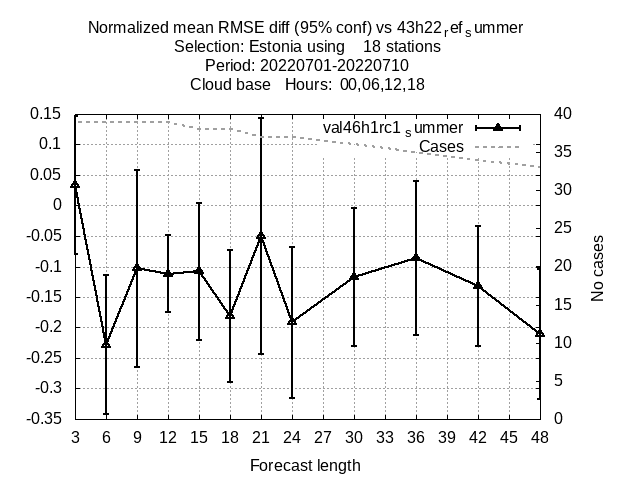 Normalized mean RMSE diff (95% conf) vs 43h22refsummer
Selection: Estonia using 18 stations
Period: 20220701-20220710
Cloud base Hours: 00,06,12,18
0.15
0.1
0.05
0
-0.05
-0.1
-0.15
-0.2
-0.25
-0.3
-0.35
val46h1rc1summer
Cases
40
35
30
25
20
15
10
5
0
No cases
3 6 9 12 15 18 21 24 27 30 33 36 39 42 45 48
Forecast length